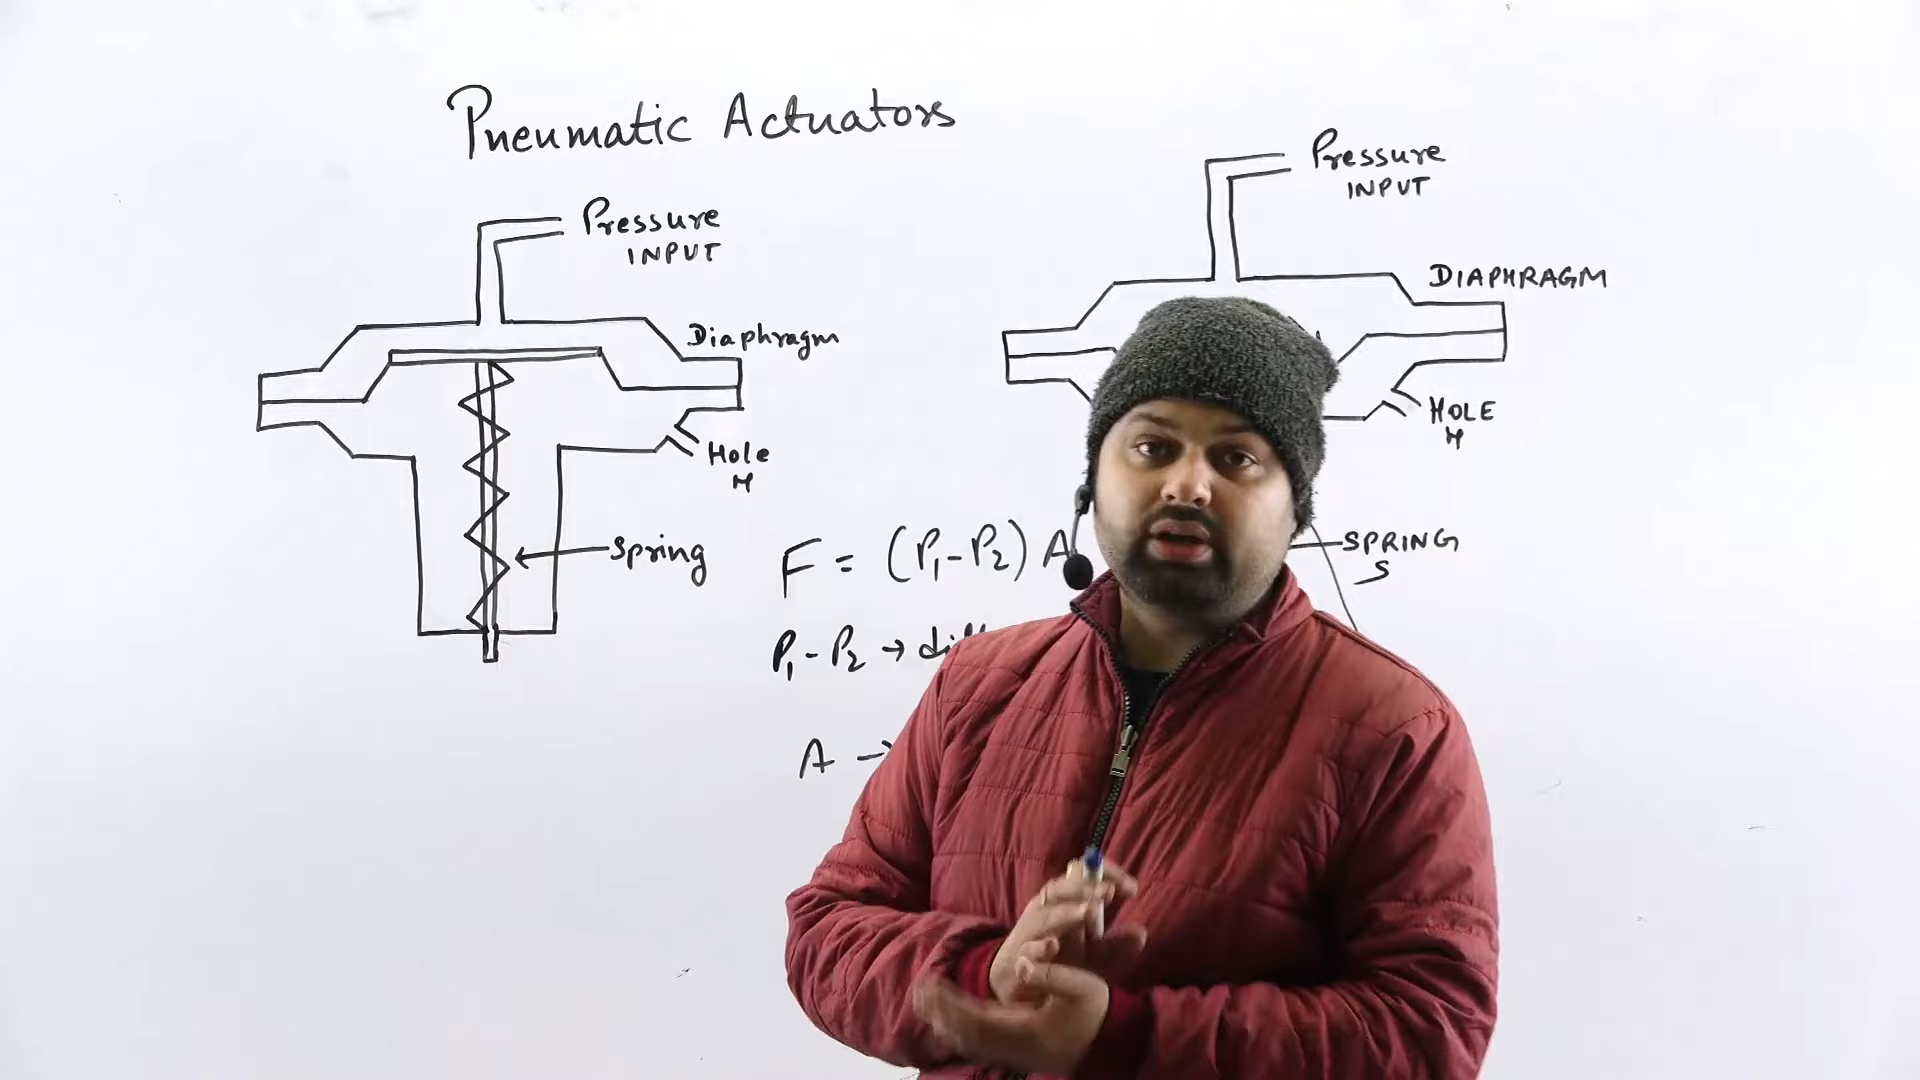 Pneumatic Actuators
Pressure
INPUT
Diaphragm
Hole
H
Spring
F = (P₁-P₂) A
P₁-P₂ →
A →
Pressure
INPUT
DIAPHRAGM
HOLE
H
SPRING
S